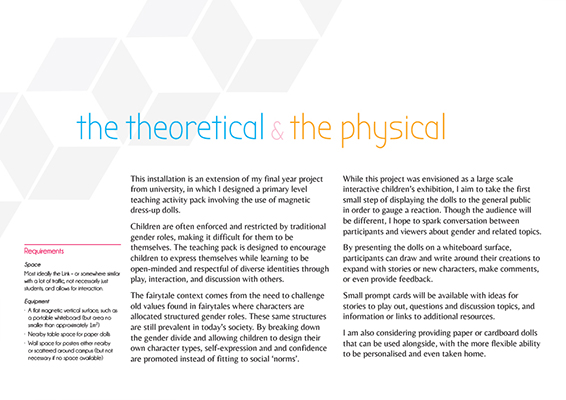 the theoretical & the physical
Requirements
Space
Most ideally the Link - or somewhere similar
with a lot of traffic, not necessarily just
students, and allows for interaction.
Equipment
· A flat magnetic vertical surface, such as
a portable whiteboard (but area no
smaller than approximately 1m²)
· Nearby table space for paper dolls
· Wall space for posters either nearby
or scattered around campus (but not
necessary if no space available)
This installation is an extension of my final year project
from university, in which I designed a primary level
teaching activity pack involving the use of magnetic
dress-up dolls.
Children are often enforced and restricted by traditional
gender roles, making it difficult for them to be
themselves. The teaching pack is designed to encourage
children to express themselves while learning to be
open-minded and respectful of diverse identities through
play, interaction, and discussion with others.
The fairytale context comes from the need to challenge
old values found in fairytales where characters are
allocated structured gender roles. These same structures
are still prevalent in today's society. By breaking down
the gender divide and allowing children to design their
own character types, self-expression and and confidence
are promoted instead of fitting to social 'norms'.
While this project was envisioned as a large scale
interactive children's exhibition, I aim to take the first
small step of displaying the dolls to the general public
in order to gauge a reaction. Though the audience will
be different, I hope to spark conversation between
participants and viewers about gender and related topics.
By presenting the dolls on a whiteboard surface,
participants can draw and write around their creations to
expand with stories or new characters, make comments,
or even provide feedback.
Small prompt cards will be available with ideas for
stories to play out, questions and discussion topics, and
information or links to additional resources.
I am also considering providing paper or cardboard dolls
that can be used alongside, with the more flexible ability
to be personalised and even taken home.